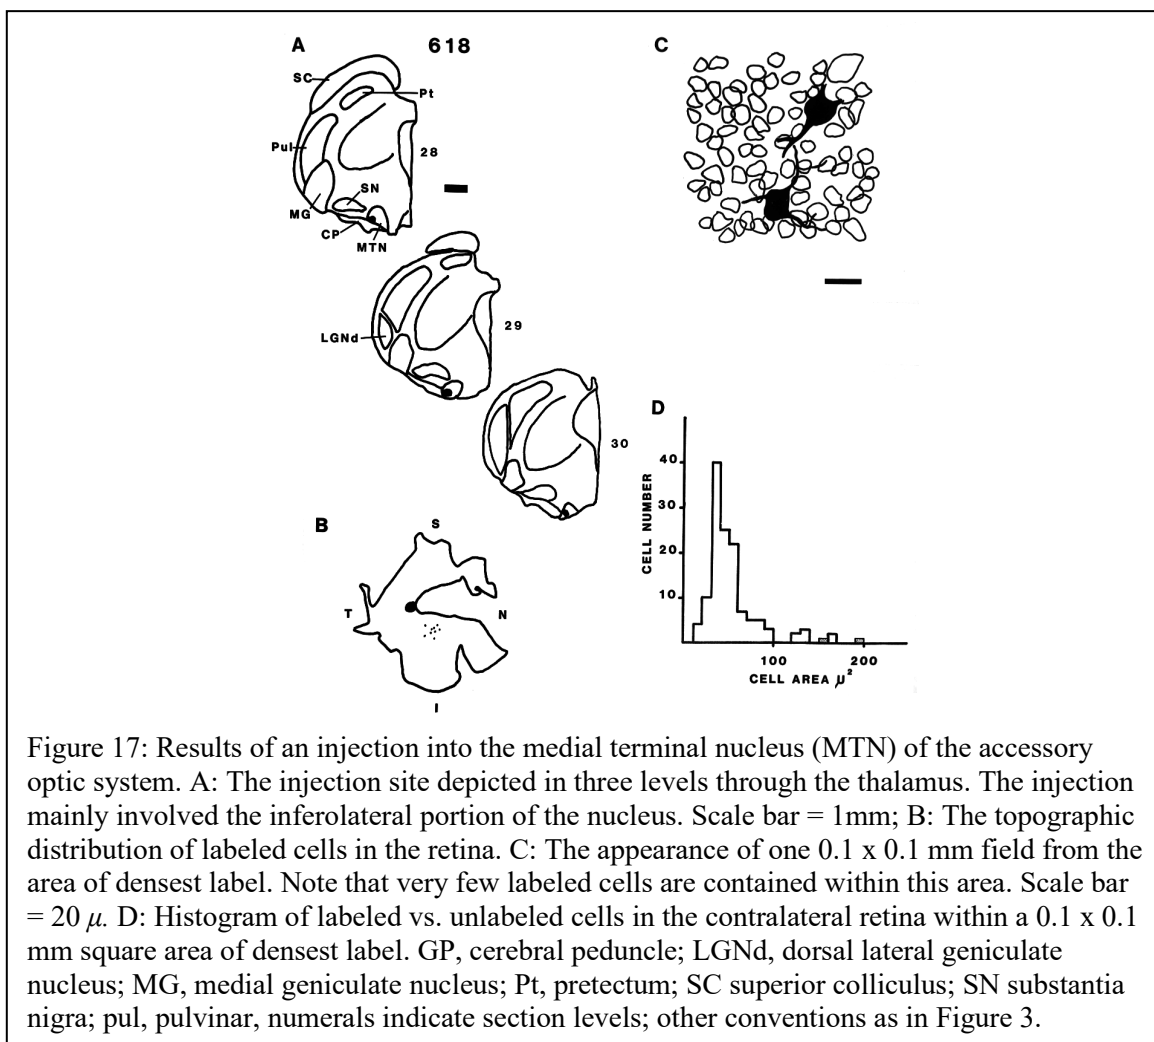 A
618
SC
Pt
Pul
28
SN
MG
CP
MTN
LGNd
29
30
B
S
T
N
I
C
D
CELL NUMBER
40
30
20
10
100
200
CELL AREA µ²
Figure 17: Results of an injection into the medial terminal nucleus (MTN) of the accessory
optic system. A: The injection site depicted in three levels through the thalamus. The injection
mainly involved the inferolateral portion of the nucleus. Scale bar = 1mm; B: The topographic
distribution of labeled cells in the retina. C: The appearance of one 0.1 x 0.1 mm field from the
area of densest label. Note that very few labeled cells are contained within this area. Scale bar
= 20 µ. D: Histogram of labeled vs. unlabeled cells in the contralateral retina within a 0.1 x 0.1
mm square area of densest label. GP, cerebral peduncle; LGNd, dorsal lateral geniculate
nucleus; MG, medial geniculate nucleus; Pt, pretectum; SC superior colliculus; SN substantia
nigra; pul, pulvinar, numerals indicate section levels; other conventions as in Figure 3.